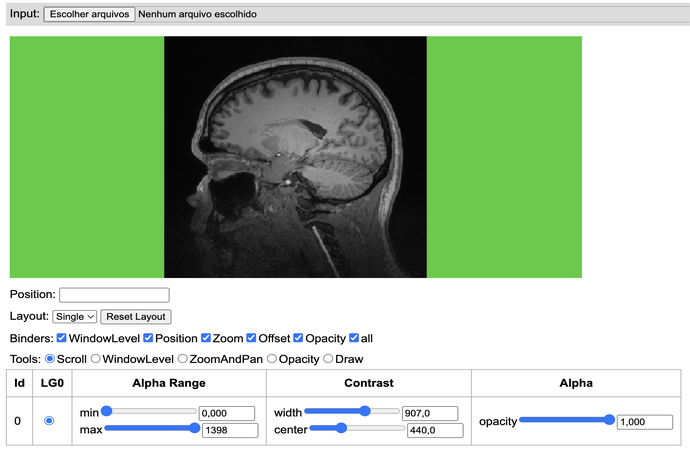 Input: Escolher arquivos Nenhum arquivo escolhido
Position:
Layout: Single Reset Layout
Binders: WindowLevel Position Zoom Offset Opacity all
Tools: Scroll WindowLevel ZoomAndPan Opacity Draw
Id LG0 Alpha Range Contrast Alpha
min 0,000 width 907,0
0 opacity 1,000
max 1398 center 440,0